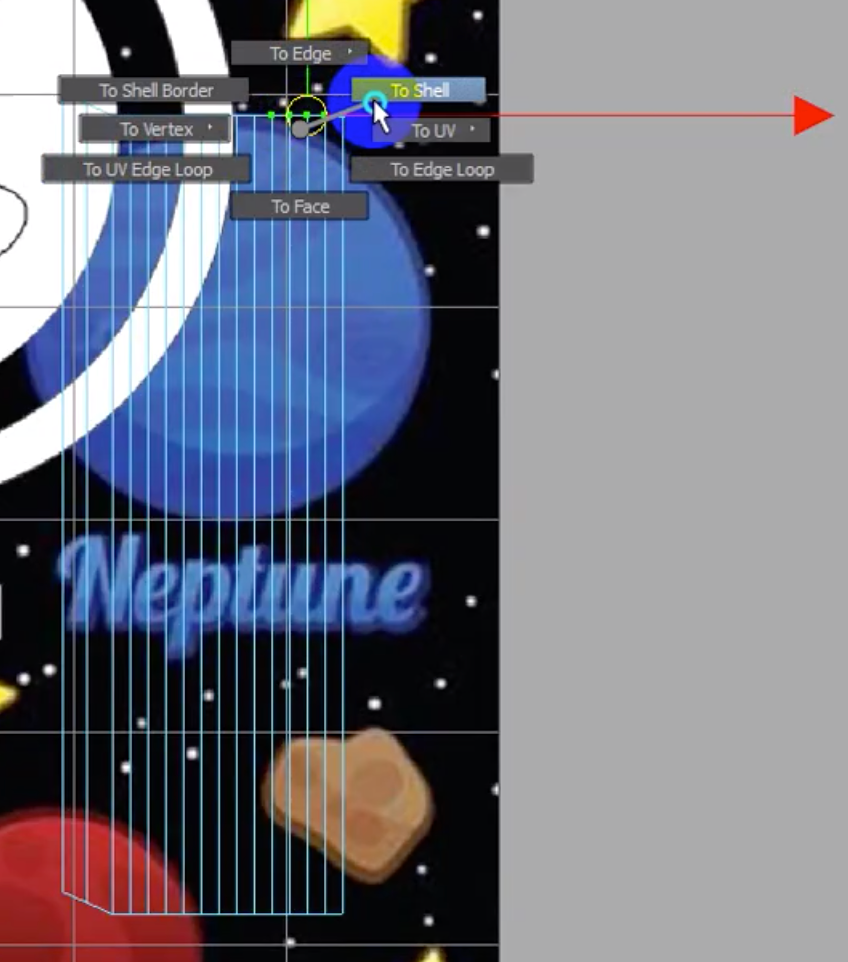 To Edge
To Shell Border
To Shell
To Vertex
To UV
To UV Edge Loop
To Edge Loop
To Face
Neptune